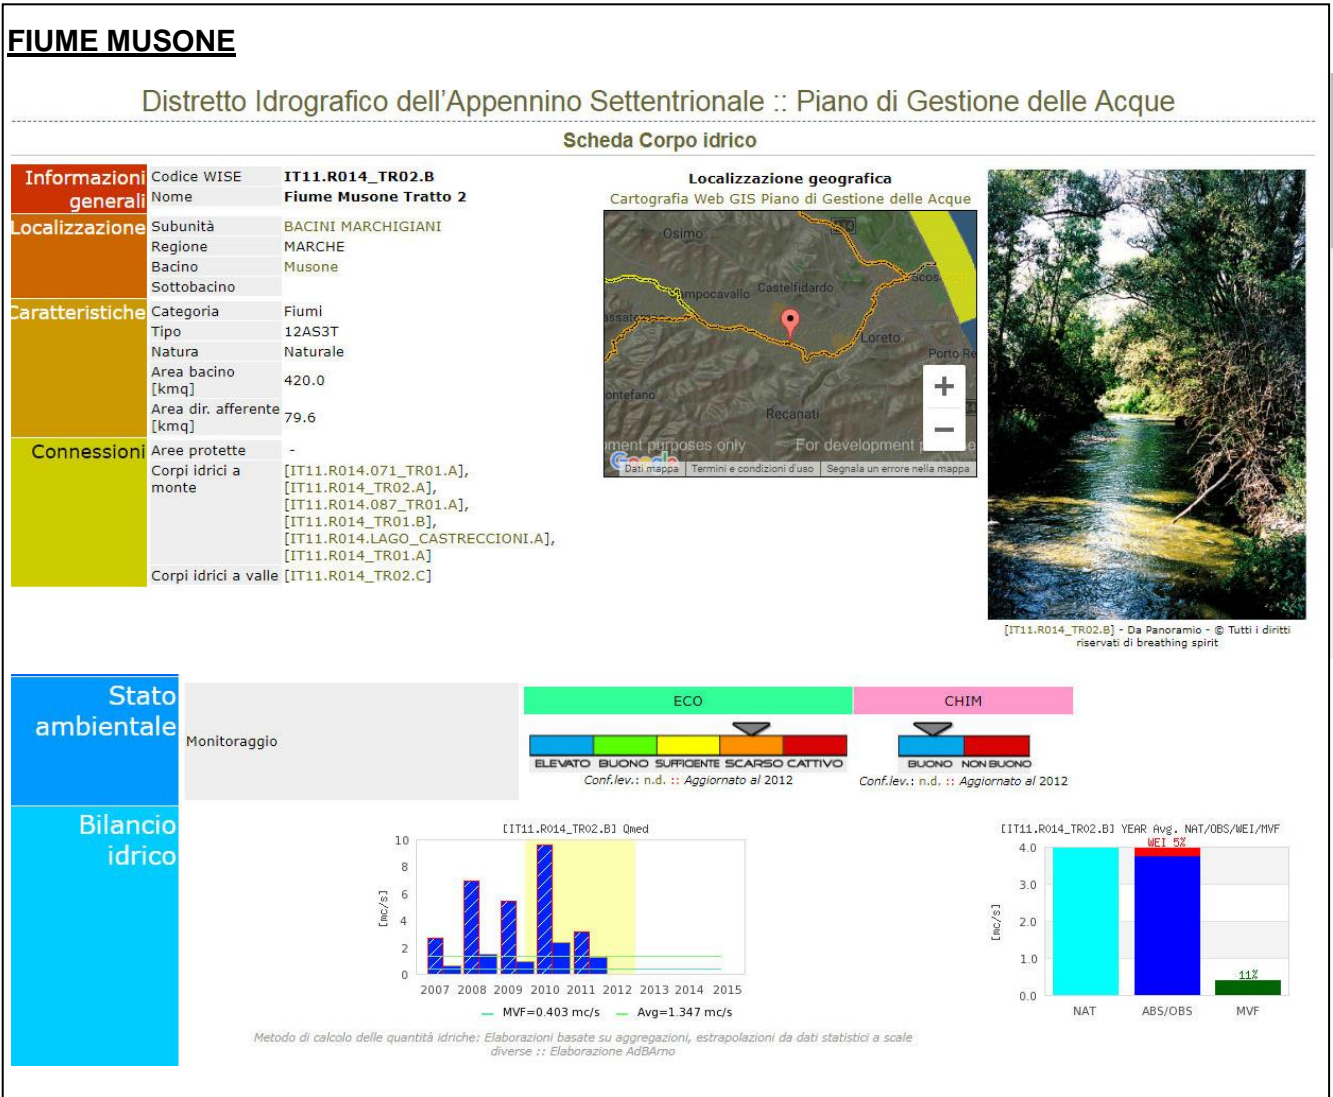 FIUME MUSONE
Distretto Idrografico dell'Appennino Settentrionale :: Piano di Gestione delle Acque
Scheda Corpo idrico
Informazioni generali
Codice WISE IT11.R014_TR02.B
Nome Fiume Musone Tratto 2
Localizzazione
Subunità BACINI MARCHIGIANI
Regione MARCHE
Bacino Musone
Sottobacino
Caratteristiche
Categoria Fiumi
Tipo 12AS3T
Natura Naturale
Area bacino [kmq] 420.0
Area dir. afferente [kmq] 79.6
Connessioni
Aree protette -
Corpi idrici a monte
[IT11.R014.071_TR01.A],
[IT11.R014_TR02.A],
[IT11.R014.087_TR01.A],
[IT11.R014_TR01.B],
[IT11.R014.LAGO_CASTRECCIONI.A],
[IT11.R014_TR01.A]
Corpi idrici a valle [IT11.R014_TR02.C]
Localizzazione geografica
Cartografia Web GIS Piano di Gestione delle Acque
Osimo
Castelfidardo
Loreto
Porto Re
Recanati
ment purposes only
For development
Google
Dati mappa
Termini e condizioni d'uso
Segnala un errore nella mappa
+
−
[IT11.R014_TR02.B] - Da Panoramio - © Tutti i diritti
riservati di breathing spirit
Stato
ambientale
Monitoraggio
ECO
CHIM
ELEVATO BUONO SUFFICIENTE SCARSO CATTIVO
BUONO NON BUONO
Conf.lev.: n.d. :: Aggiornato al 2012
Conf.lev.: n.d. :: Aggiornato al 2012
Bilancio
idrico
[IT11.R014_TR02.B] Qmed
[mc/s]
10
8
6
4
2
0
2007 2008 2009 2010 2011 2012 2013 2014 2015
MVF=0.403 mc/s Avg=1.347 mc/s
[IT11.R014_TR02.B] YEAR Avg. NAT/OBS/WEI/MVF
WEI 5%
[mc/s]
4.0
3.0
2.0
1.0
0.0
11%
NAT ABS/OBS MVF
Metodo di calcolo delle quantità idriche: Elaborazioni basate su aggregazioni, estrapolazioni da dati statistici a scale
diverse :: Elaborazione AdBArno